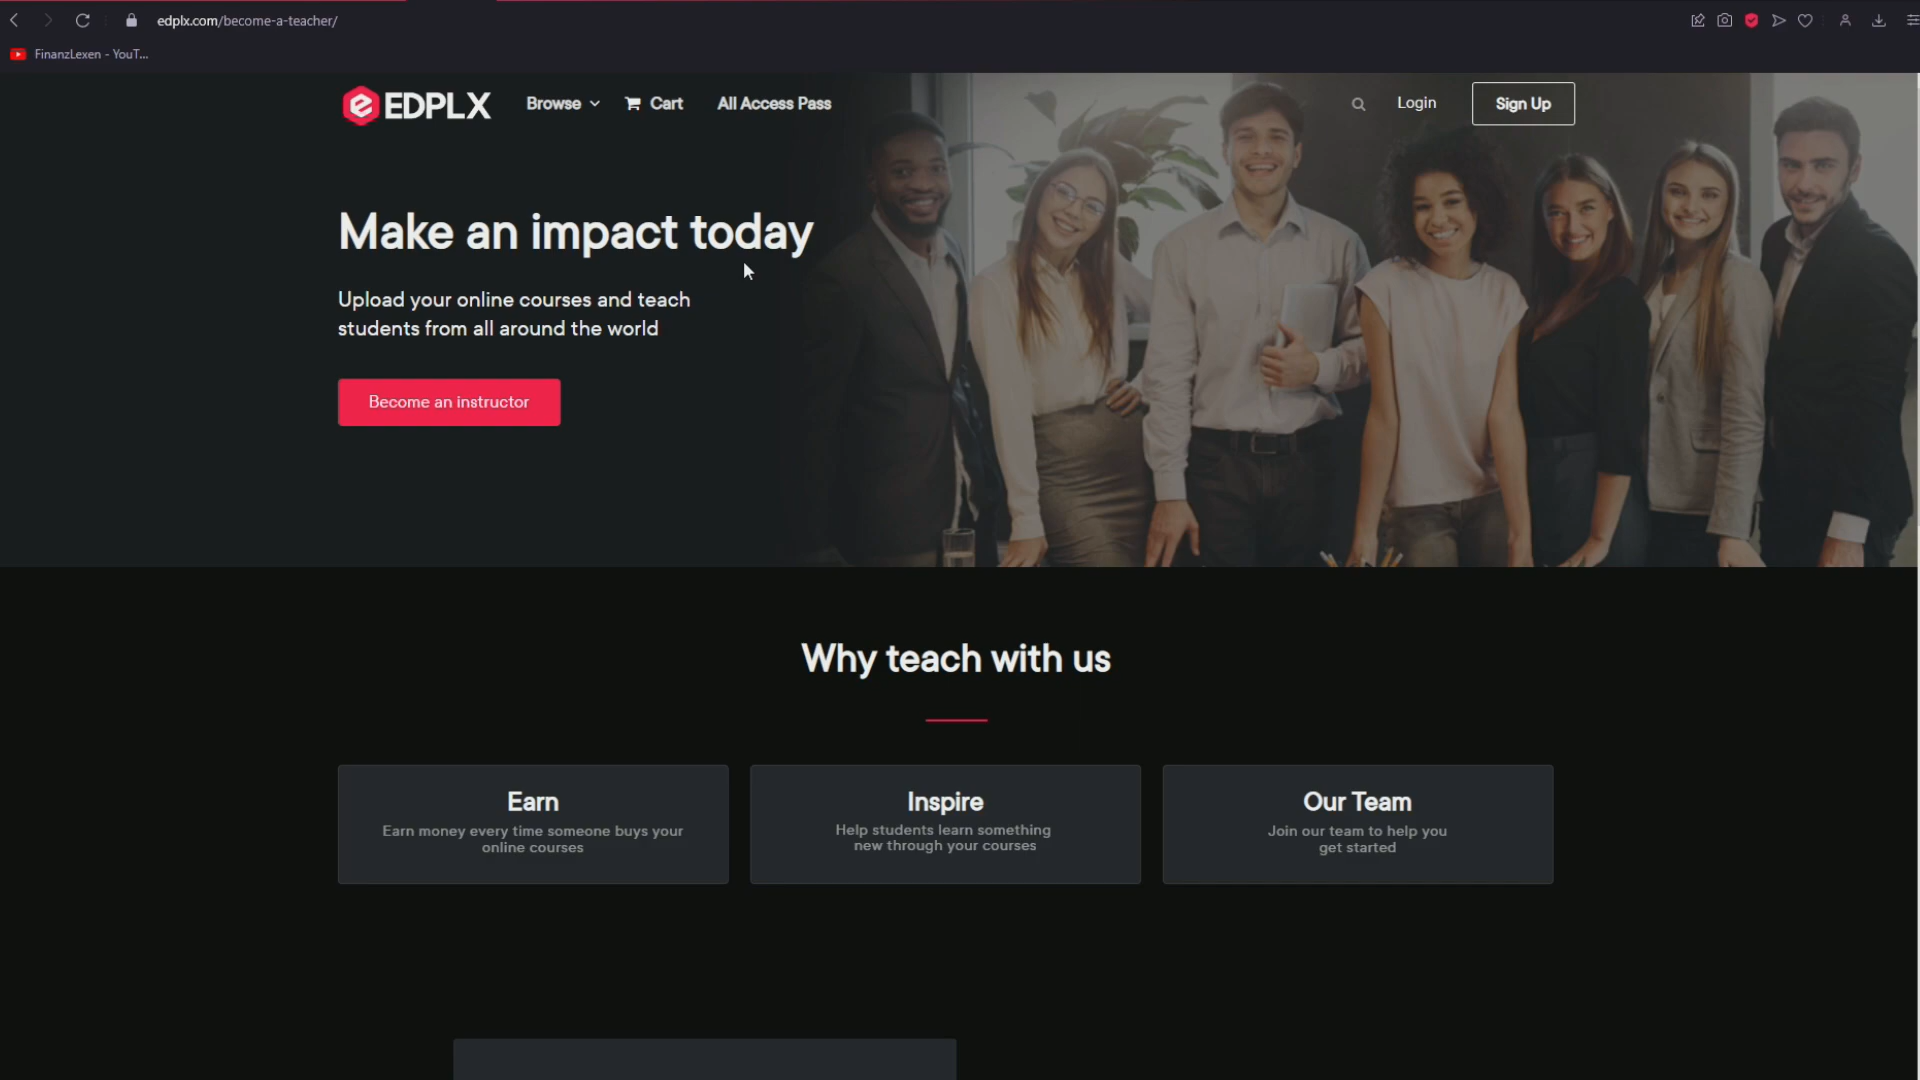 edplx.com/become-a-teacher/
FinanzLexen - YouT...
EDPLX
Browse
Cart
All Access Pass
Login
Sign Up
Make an impact today
Upload your online courses and teach
students from all around the world
Become an instructor
Why teach with us
Earn
Earn money every time someone buys your
online courses
Inspire
Help students learn something
new through your courses
Our Team
Join our team to help you
get started